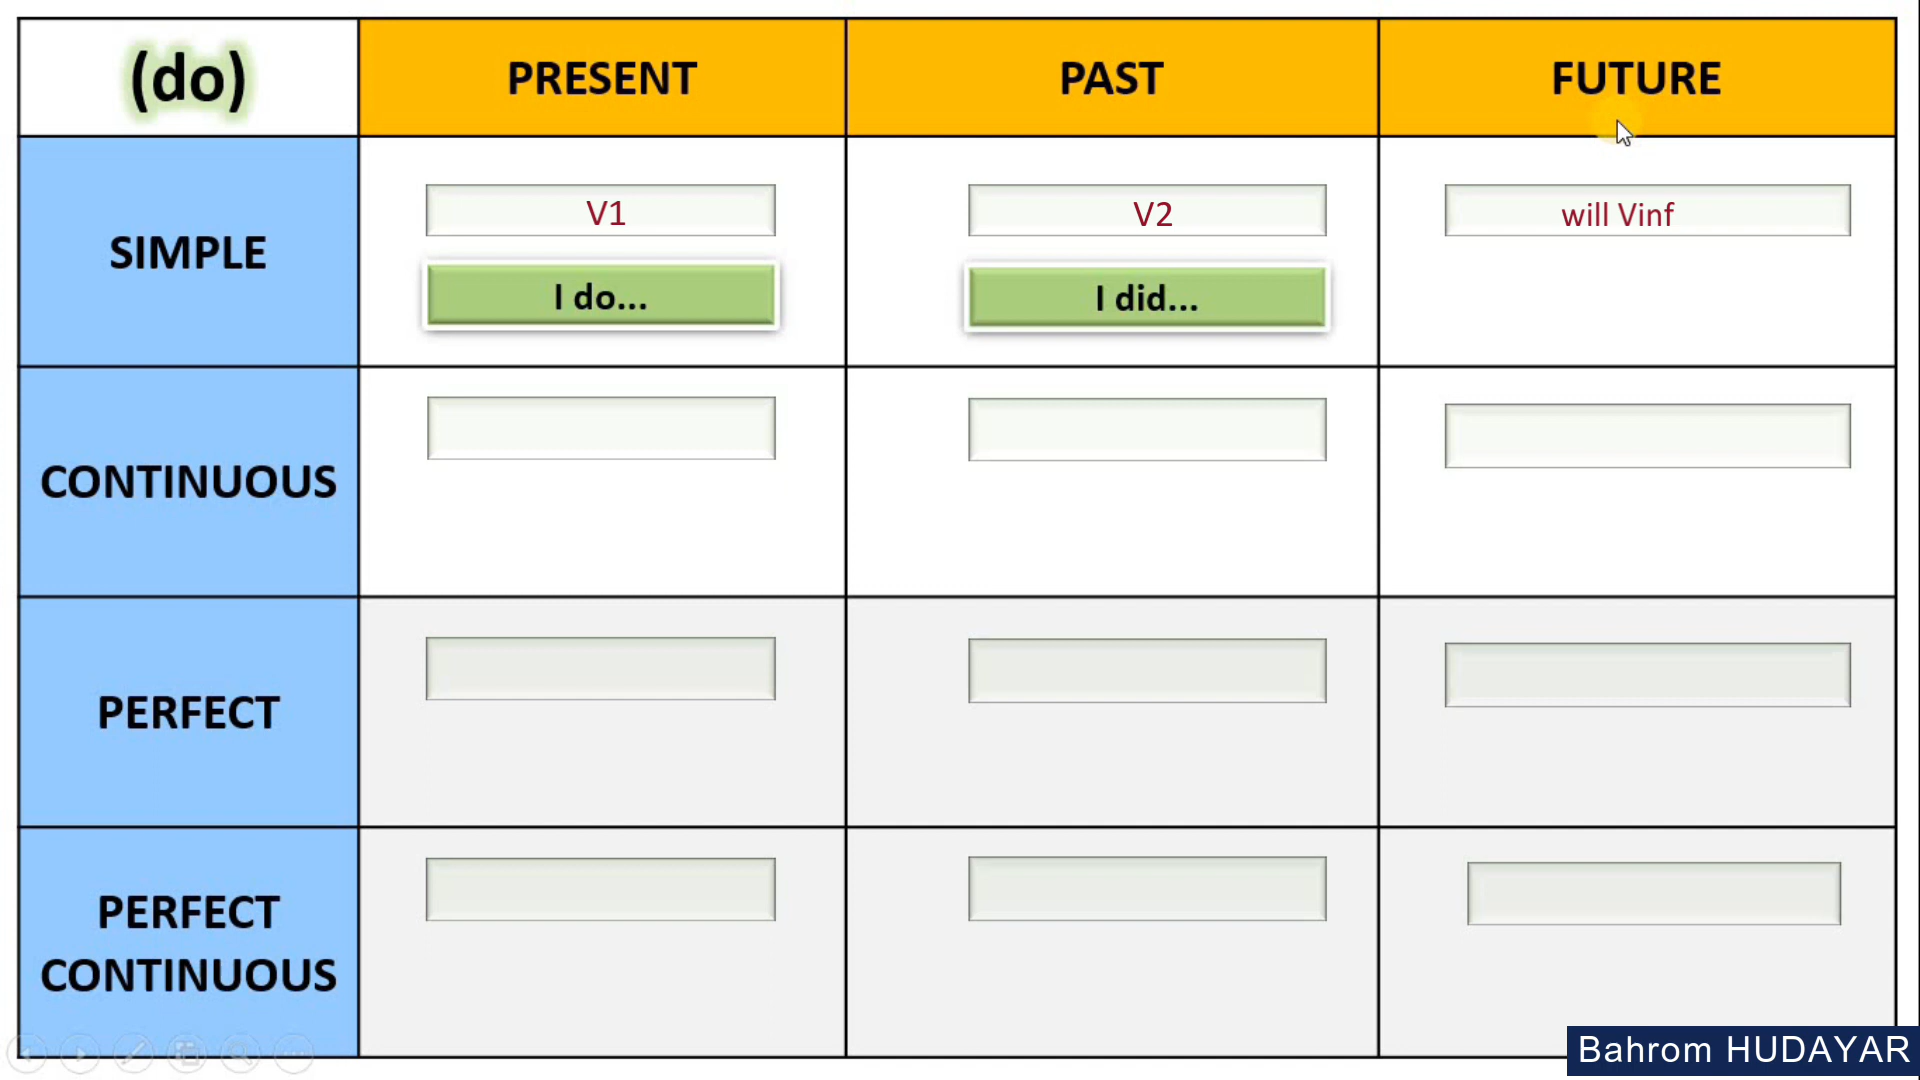 (do)
PRESENT
PAST
FUTURE
SIMPLE
V1
V2
will Vinf
I do...
I did...
CONTINUOUS
PERFECT
PERFECT
CONTINUOUS
Bahrom HUDAYAR